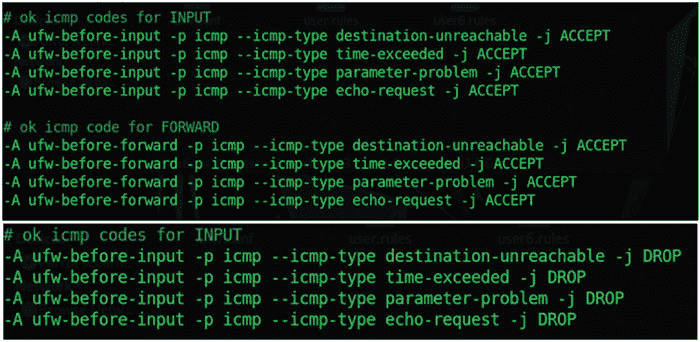 # ok icmp codes for INPUT
-A ufw-before-input -p icmp --icmp-type destination-unreachable -j ACCEPT
-A ufw-before-input -p icmp --icmp-type time-exceeded -j ACCEPT
-A ufw-before-input -p icmp --icmp-type parameter-problem -j ACCEPT
-A ufw-before-input -p icmp --icmp-type echo-request -j ACCEPT
# ok icmp code for FORWARD
-A ufw-before-forward -p icmp --icmp-type destination-unreachable -j ACCEPT
-A ufw-before-forward -p icmp --icmp-type time-exceeded -j ACCEPT
-A ufw-before-forward -p icmp --icmp-type parameter-problem -j ACCEPT
-A ufw-before-forward -p icmp --icmp-type echo-request -j ACCEPT
# ok icmp codes for INPUT
-A ufw-before-input -p icmp --icmp-type destination-unreachable -j DROP
-A ufw-before-input -p icmp --icmp-type time-exceeded -j DROP
-A ufw-before-input -p icmp --icmp-type parameter-problem -j DROP
-A ufw-before-input -p icmp --icmp-type echo-request -j DROP